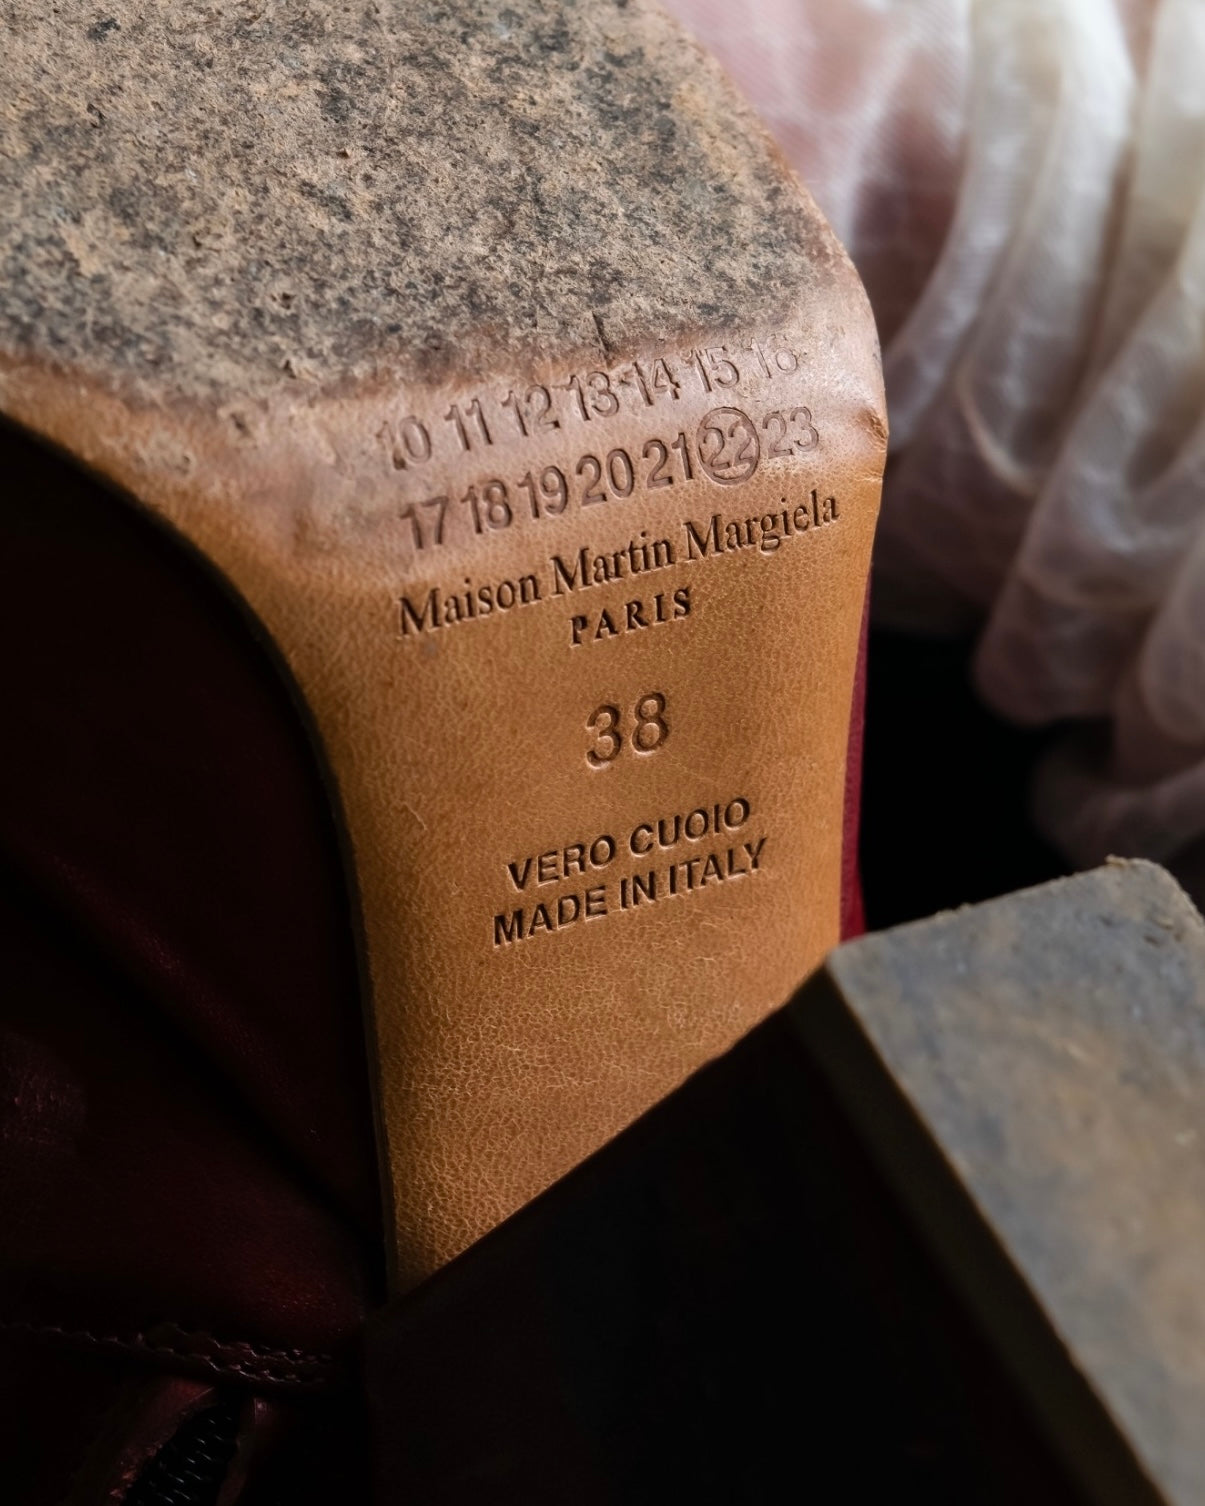 10 11 12 13 14 15 16
17 18 19 20 21 22 23
Maison Martin Margiela
PARIS
38
VERO CUOIO
MADE IN ITALY